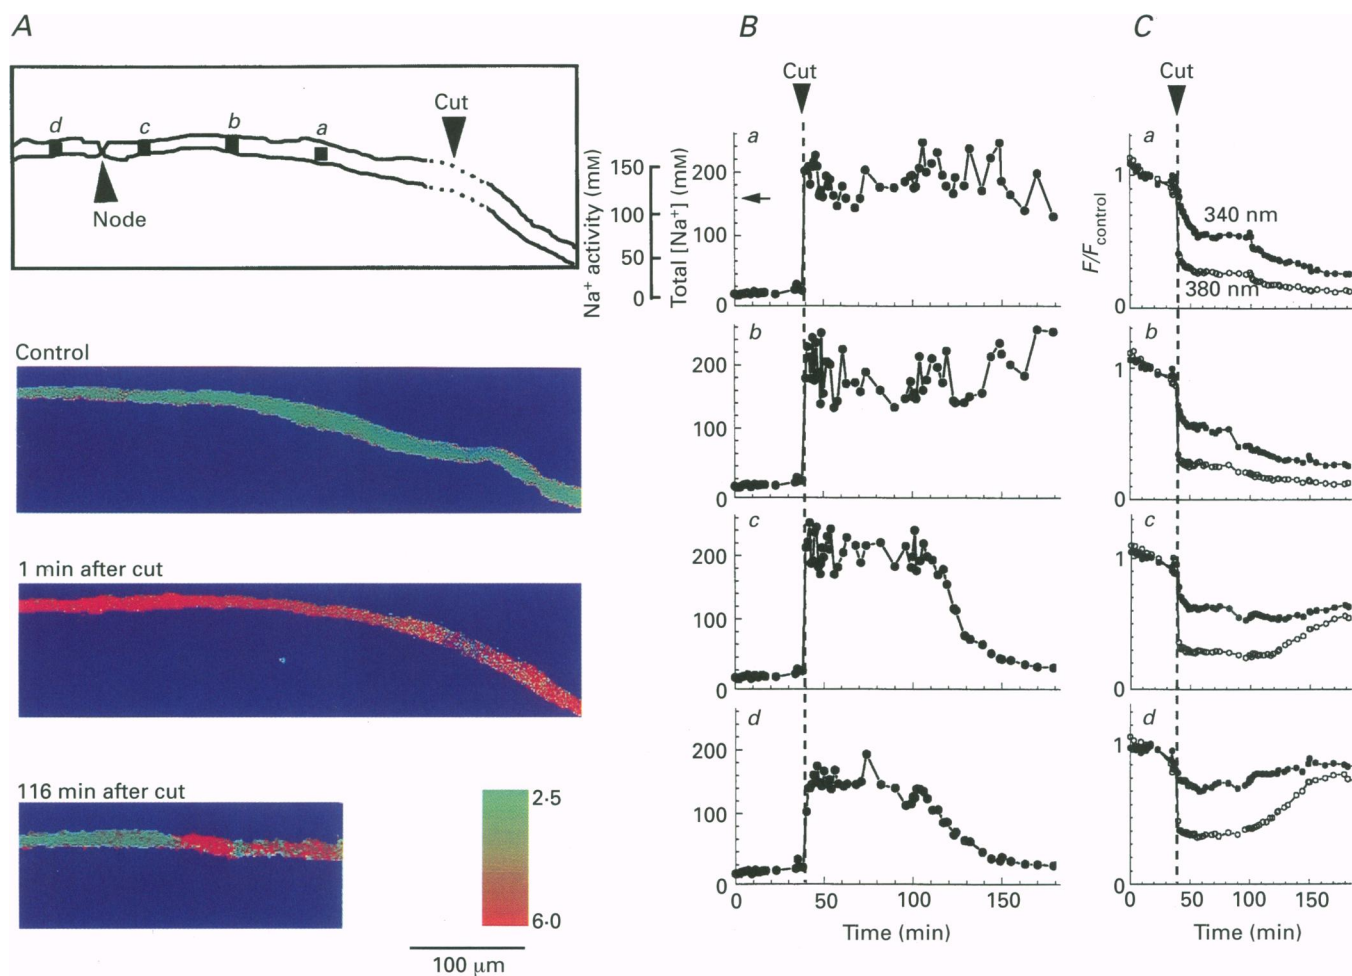 A
B
C
d
c
b
a
Cut
Node
Na⁺ activity (mM)
150
100
50
0
Total [Na⁺] (mM)
Control
1 min after cut
116 min after cut
2·5
6·0
100 μm
Cut
a
200
100
0
b
200
100
0
c
200
100
0
d
200
100
0
0
50
100
150
Time (min)
Cut
F/Fcontrol
a
1
340 nm
380 nm
0
b
1
0
c
1
0
d
1
0
0
50
100
150
Time (min)